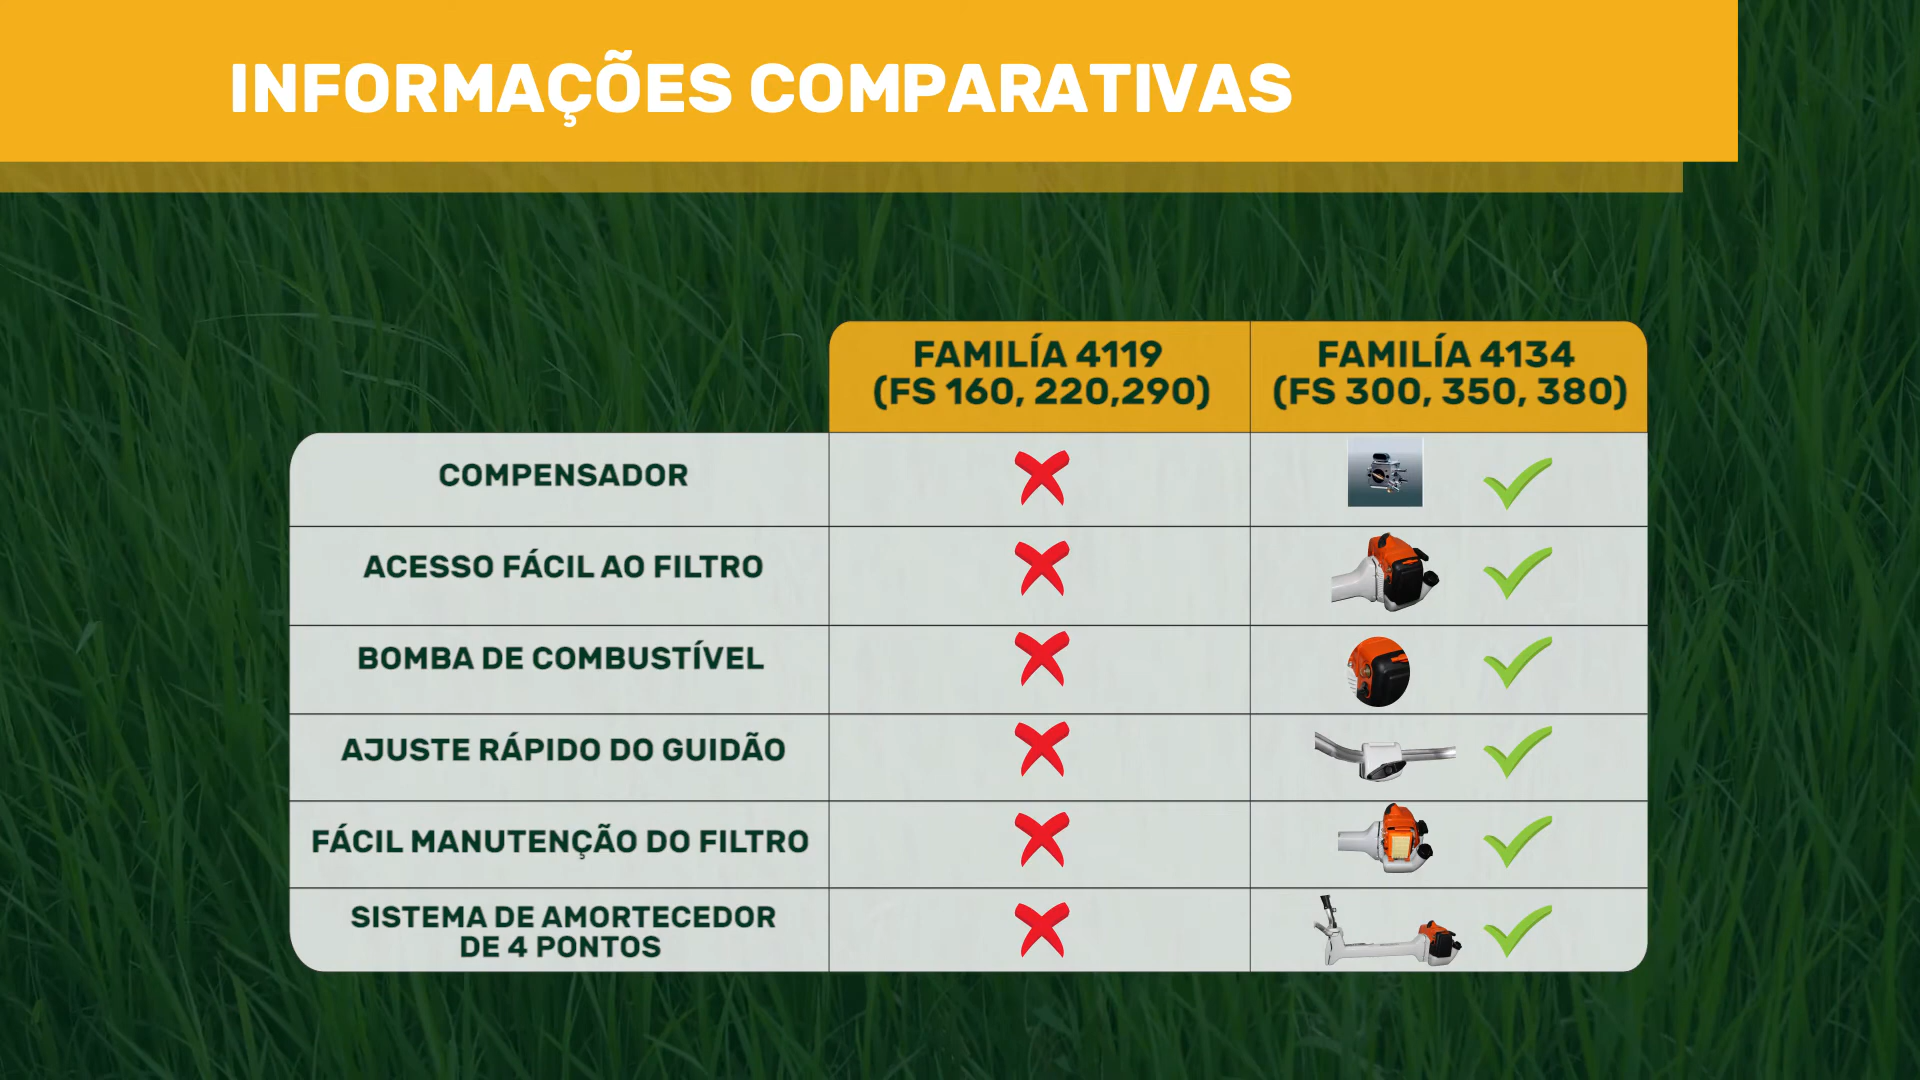 INFORMAÇÕES COMPARATIVAS
FAMILÍA 4119
(FS 160, 220,290)
FAMILÍA 4134
(FS 300, 350, 380)
COMPENSADOR
ACESSO FÁCIL AO FILTRO
BOMBA DE COMBUSTÍVEL
AJUSTE RÁPIDO DO GUIDÃO
FÁCIL MANUTENÇÃO DO FILTRO
SISTEMA DE AMORTECEDOR
DE 4 PONTOS